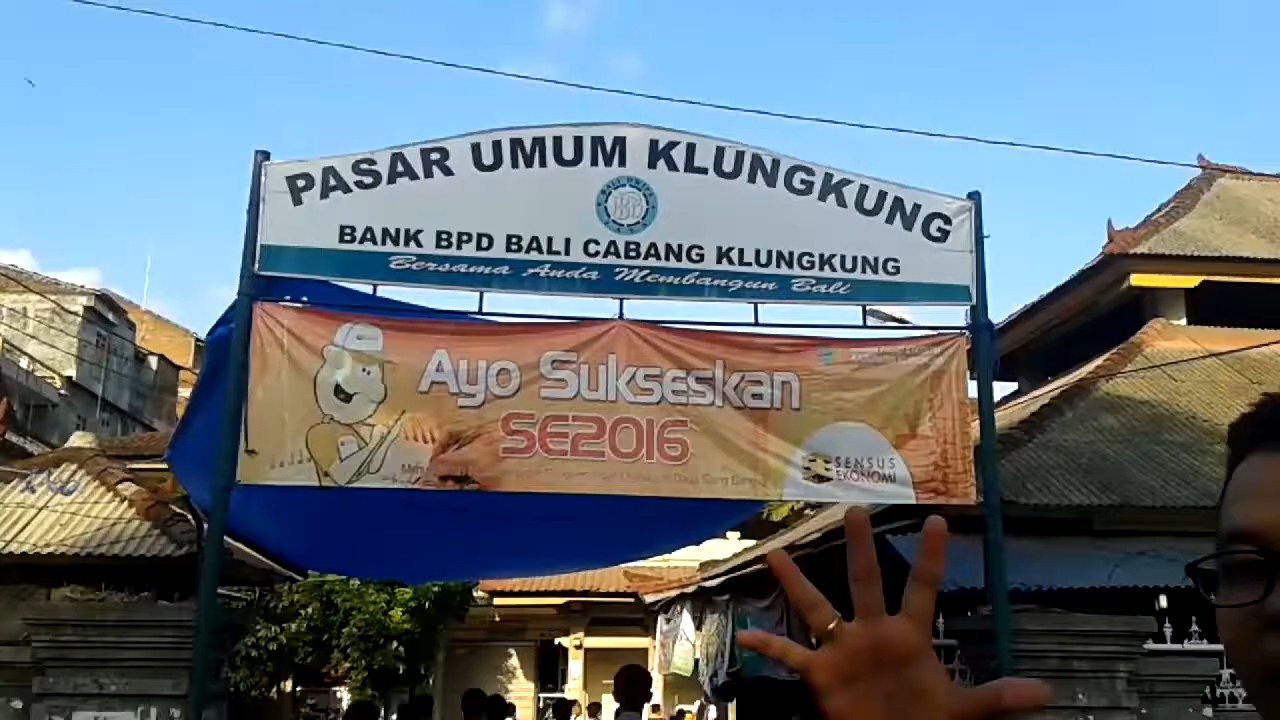 PASAR UMUM KLUNGKUNG
BANK BPD BALI CABANG KLUNGKUNG
Bersama Anda Membangun Bali
Ayo Sukseskan
SE2016
SENSUS
EKONOMI